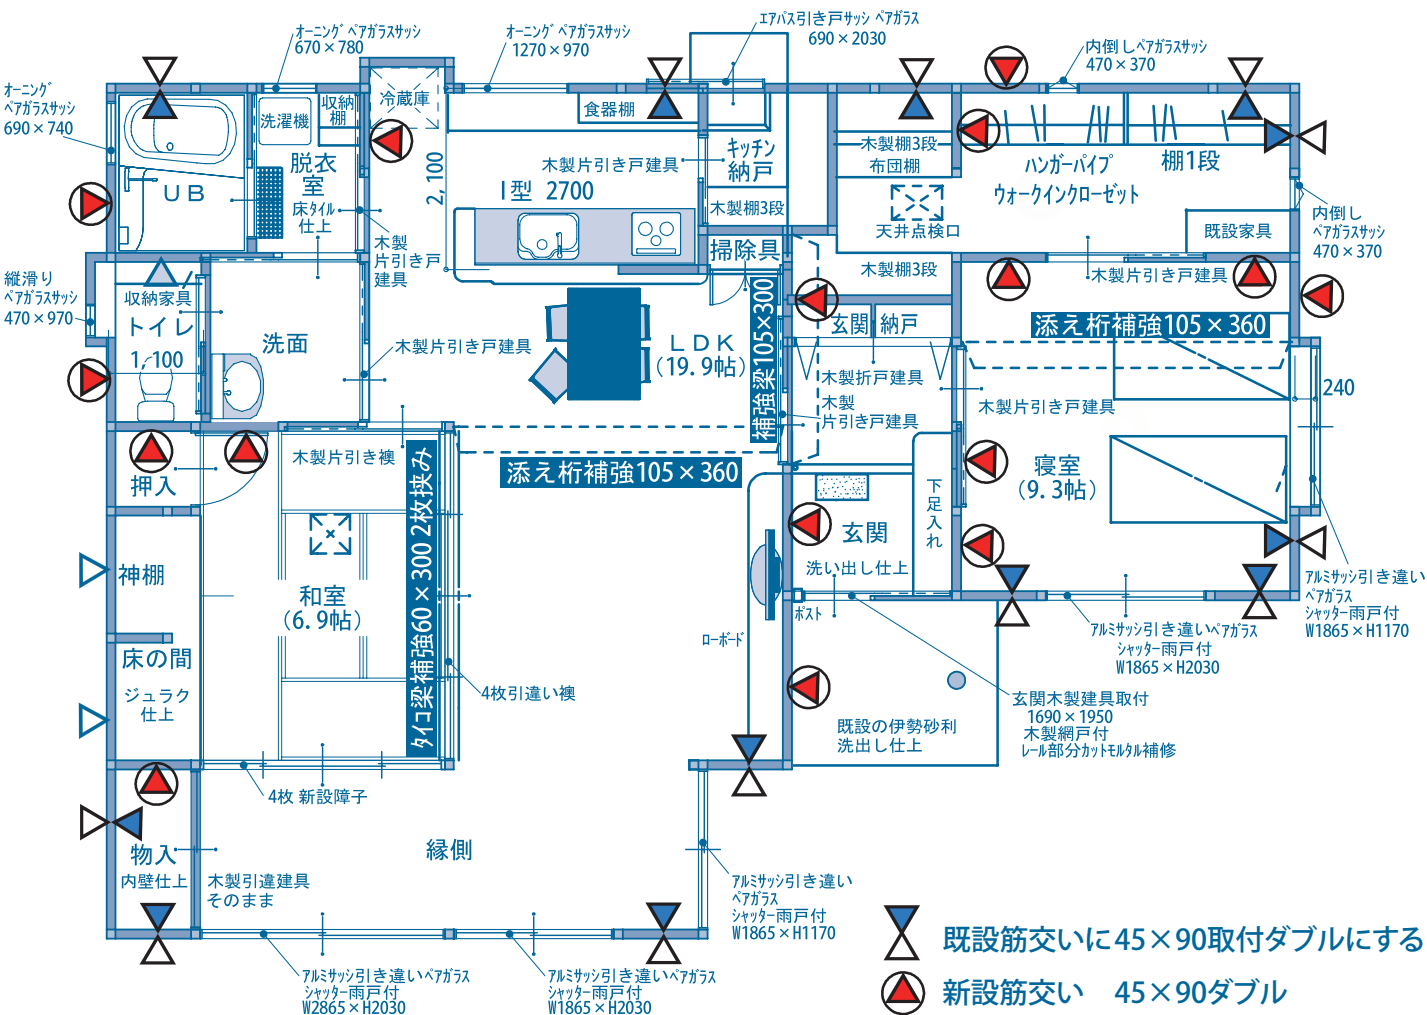 ｵｰﾆﾝｸﾞ ﾍﾟｱｶﾞﾗｽｻｯｼ
670×780
ｵｰﾆﾝｸﾞ ﾍﾟｱｶﾞﾗｽｻｯｼ
1270×970
ｴｱﾊﾟｽ引き戸ｻｯｼ ﾍﾟｱｶﾞﾗｽ
690×2030
内倒しﾍﾟｱｶﾞﾗｽｻｯｼ
470×370
ｵｰﾆﾝｸﾞ
ﾍﾟｱｶﾞﾗｽｻｯｼ
690×740
洗濯機
収納
棚
冷蔵庫
食器棚
脱衣
室
床ﾀｲﾙ
仕上
UB
2,100
木製片引き戸建具
I型 2700
ｷｯﾁﾝ
納戸
木製棚3段
木製棚3段
布団棚
天井点検口
木製棚3段
ﾊﾝｶﾞｰﾊﾟｲﾌﾟ
ｳｫｰｸｲﾝｸﾛｰｾﾞｯﾄ
棚1段
既設家具
内倒し
ﾍﾟｱｶﾞﾗｽｻｯｼ
470×370
木製
片引き戸
建具
掃除具
木製片引き戸建具
縦滑り
ﾍﾟｱｶﾞﾗｽｻｯｼ
470×970
収納家具
トイレ
1,100
洗面
木製片引き戸建具
LDK
(19.9帖)
補強梁105×300
玄関 納戸
木製折戸建具
木製
片引き戸建具
添え桁補強105×360
木製片引き戸建具
240
木製片引き襖
押入
添え桁補強105×360
ﾀｲｺ梁補強60×300 2枚挟み
寝室
(9.3帖)
下足入れ
玄関
洗い出し仕上
神棚
和室
(6.9帖)
ﾛｰﾎﾞｰﾄﾞ
ﾎﾟｽﾄ
ｱﾙﾐｻｯｼ引き違い
ﾍﾟｱｶﾞﾗｽ
ｼｬｯﾀｰ雨戸付
W1865×H1170
ｱﾙﾐｻｯｼ引き違いﾍﾟｱｶﾞﾗｽ
ｼｬｯﾀｰ雨戸付
W1865×H2030
床の間
ジュラク
仕上
4枚引違い襖
玄関木製建具取付
1690×1950
木製網戸付
ﾚｰﾙ部分ｶｯﾄﾓﾙﾀﾙ補修
既設の伊勢砂利
洗出し仕上
4枚 新設障子
縁側
物入
内壁仕上
木製引違建具
そのまま
ｱﾙﾐｻｯｼ引き違い
ﾍﾟｱｶﾞﾗｽ
ｼｬｯﾀｰ雨戸付
W1865×H1170
ｱﾙﾐｻｯｼ引き違いﾍﾟｱｶﾞﾗｽ
ｼｬｯﾀｰ雨戸付
W2865×H2030
ｱﾙﾐｻｯｼ引き違いﾍﾟｱｶﾞﾗｽ
ｼｬｯﾀｰ雨戸付
W1865×H2030
既設筋交いに45×90取付ダブルにする
新設筋交い 45×90ダブル